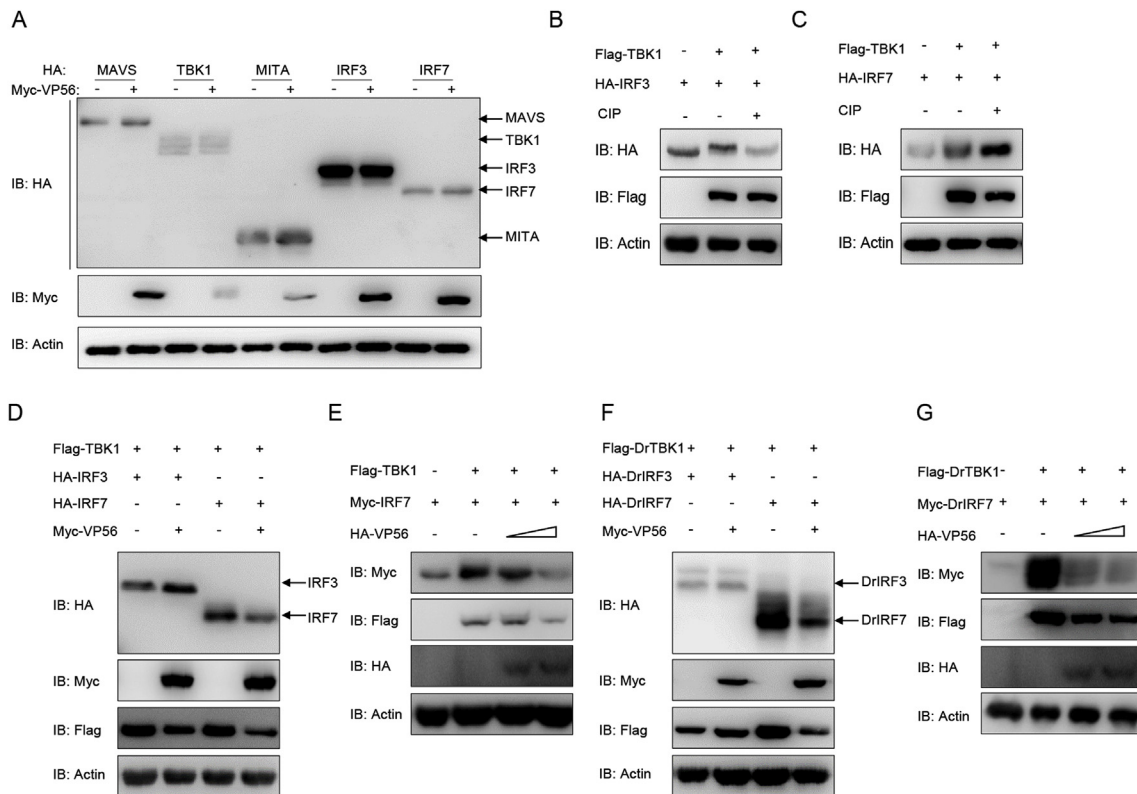 A
HA: MAVS TBK1 MITA IRF3 IRF7
Myc-VP56: - + - + - + - + - +
IB: HA
MAVS
TBK1
IRF3
IRF7
MITA
IB: Myc
IB: Actin
B
Flag-TBK1 - + +
HA-IRF3 + + +
CIP - - +
IB: HA
IB: Flag
IB: Actin
C
Flag-TBK1 - + +
HA-IRF7 + + +
CIP - - +
IB: HA
IB: Flag
IB: Actin
D
Flag-TBK1 + + + +
HA-IRF3 + + - -
HA-IRF7 - - + +
Myc-VP56 - + - +
IB: HA
IRF3
IRF7
IB: Myc
IB: Flag
IB: Actin
E
Flag-TBK1 - + + +
Myc-IRF7 + + + +
HA-VP56 - -
IB: Myc
IB: Flag
IB: HA
IB: Actin
F
Flag-DrTBK1 + + + +
HA-DrIRF3 + + - -
HA-DrIRF7 - - + +
Myc-VP56 - + - +
IB: HA
DrIRF3
DrIRF7
IB: Myc
IB: Flag
IB: Actin
G
Flag-DrTBK1 - + + +
Myc-DrIRF7 + + + +
HA-VP56 - -
IB: Myc
IB: Flag
IB: HA
IB: Actin